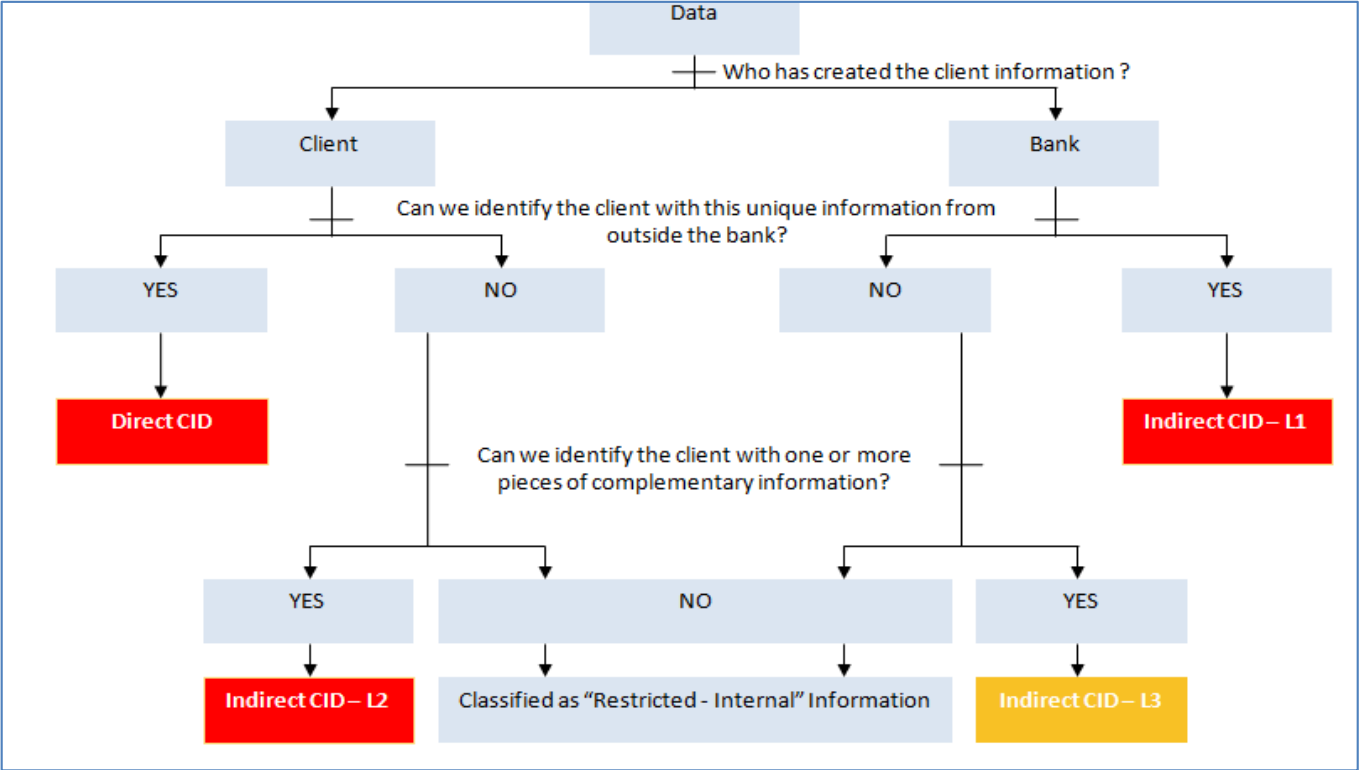 Data
Who has created the client information ?
Client
Bank
Can we identify the client with this unique information from
outside the bank?
YES
NO
NO
YES
Direct CID
Indirect CID – L1
Can we identify the client with one or more
pieces of complementary information?
YES
NO
YES
Indirect CID – L2
Classified as “Restricted - Internal” Information
Indirect CID – L3